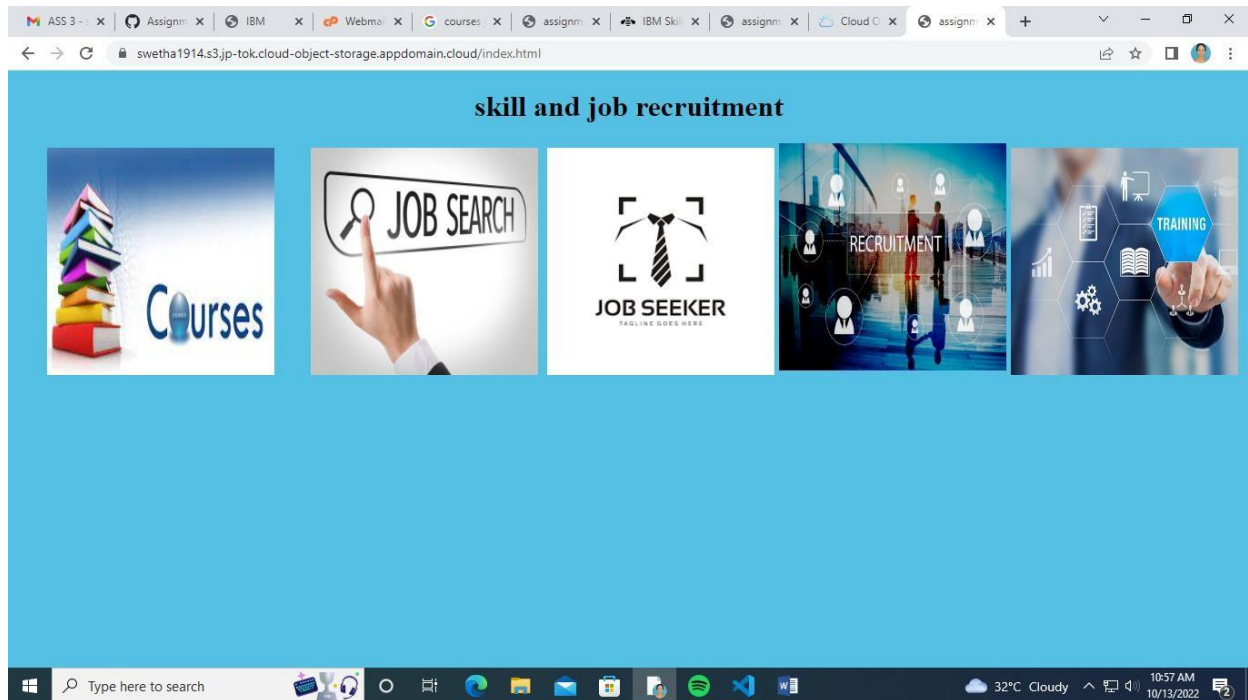 ASS 3 -
Assignm
IBM
Webmai
courses
assignm
IBM Skil
assignm
Cloud O
assignm
swetha1914.s3.jp-tok.cloud-object-storage.appdomain.cloud/index.html
skill and job recruitment
Courses
JOB SEARCH
JOB SEEKER
TAGLINE GOES HERE
RECRUITMENT
TRAINING
Type here to search
32°C Cloudy
10:57 AM
10/13/2022
2